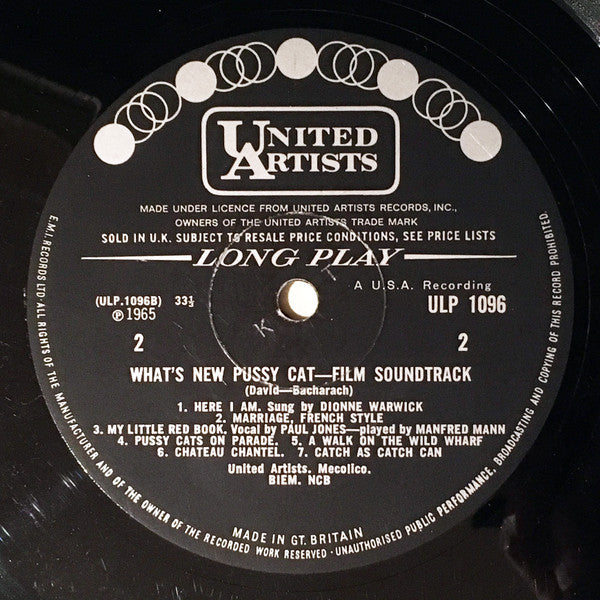 UNITED
ARTISTS
MADE UNDER LICENCE FROM UNITED ARTISTS RECORDS, INC.,
OWNERS OF THE UNITED ARTISTS TRADE MARK
SOLD IN U.K. SUBJECT TO RESALE PRICE CONDITIONS, SEE PRICE LISTS
LONG PLAY
A U.S.A. Recording
(ULP.1096B) 33⅓ ULP 1096
℗ 1965
K T
2 2
WHAT'S NEW PUSSY CAT—FILM SOUNDTRACK
(David—Bacharach)
1. HERE I AM. Sung by DIONNE WARWICK
2. MARRIAGE, FRENCH STYLE
3. MY LITTLE RED BOOK. Vocal by PAUL JONES—played by MANFRED MANN
4. PUSSY CATS ON PARADE. 5. A WALK ON THE WILD WHARF
6. CHATEAU CHANTEL. 7. CATCH AS CATCH CAN
United Artists. Mecolico.
BIEM. NCB
MADE IN GT. BRITAIN
E.M.I. RECORDS LTD · ALL RIGHTS OF THE MANUFACTURER AND OF THE OWNER OF THE RECORDED WORK RESERVED · UNAUTHORISED PUBLIC PERFORMANCE, BROADCASTING AND COPYING OF THIS RECORD PROHIBITED.